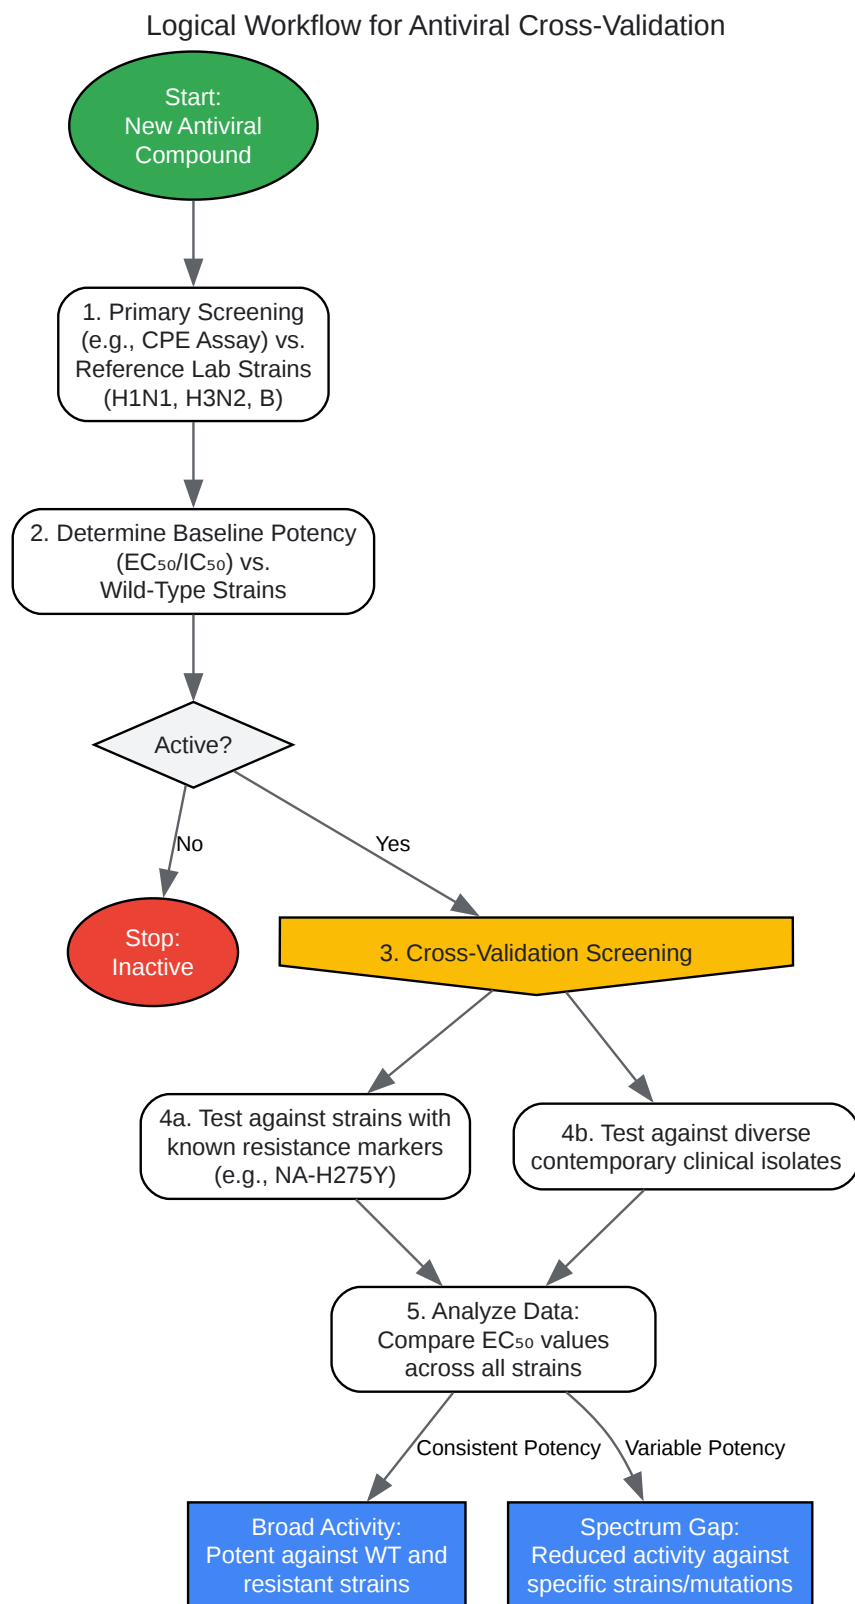 Logical Workflow for Antiviral Cross-Validation
Start:
New Antiviral
Compound
1. Primary Screening
(e.g., CPE Assay) vs.
Reference Lab Strains
(H1N1, H3N2, B)
2. Determine Baseline Potency
(EC₅₀/IC₅₀) vs.
Wild-Type Strains
Active?
No
Yes
Stop:
Inactive
3. Cross-Validation Screening
4a. Test against strains with
known resistance markers
(e.g., NA-H275Y)
4b. Test against diverse
contemporary clinical isolates
5. Analyze Data:
Compare EC₅₀ values
across all strains
Consistent Potency
Variable Potency
Broad Activity:
Potent against WT and
resistant strains
Spectrum Gap:
Reduced activity against
specific strains/mutations